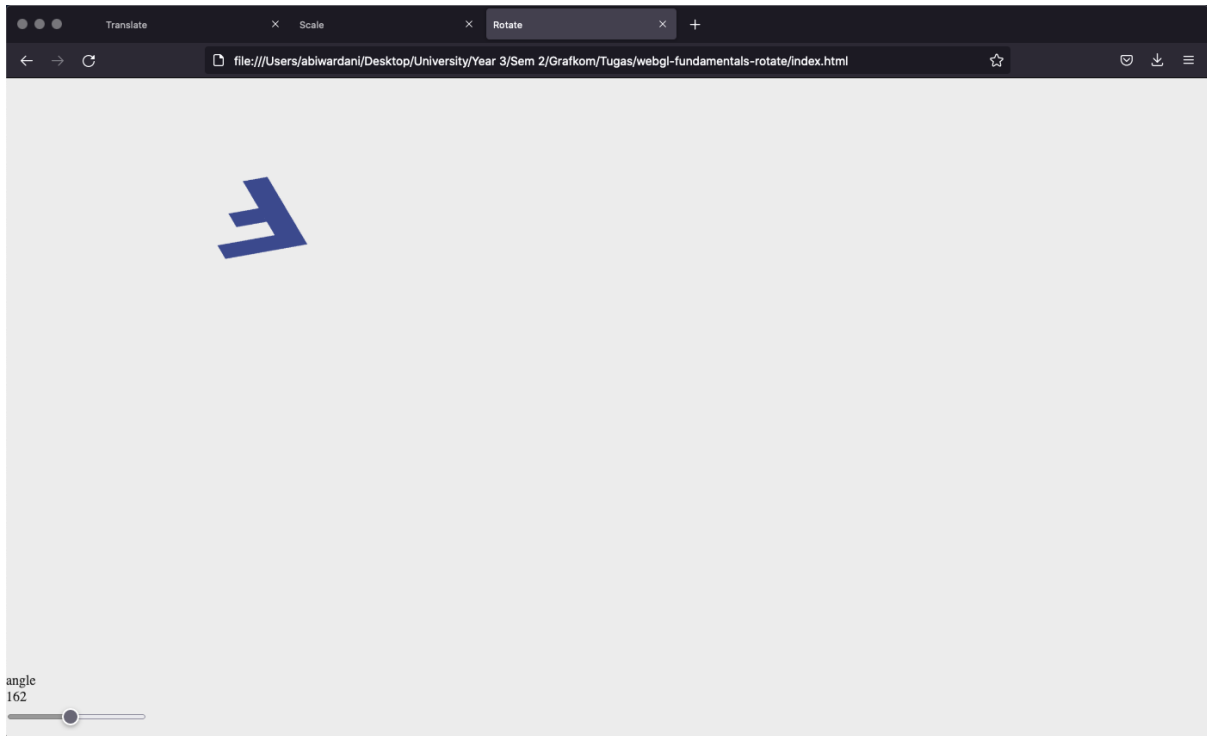 Translate
Scale
Rotate
file:///Users/abiwardani/Desktop/University/Year 3/Sem 2/Grafkom/Tugas/webgl-fundamentals-rotate/index.html
F
angle
162